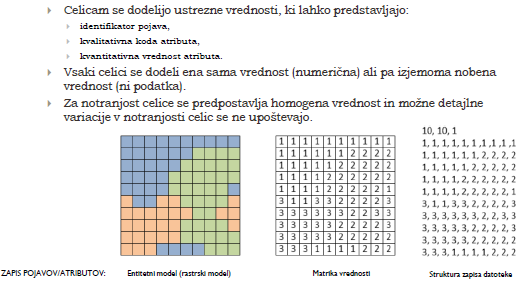 Celicam se dodelijo ustrezne vrednosti, ki lahko predstavljajo:
identifikator pojava,
kvalitativna koda atributa,
kvantitativna vrednost atributa.
Vsaki celici se dodeli ena sama vrednost (numerična) ali pa izjemoma nobena
vrednost (ni podatka).
Za notranjost celice se predpostavlja homogena vrednost in možne detajlne
variacije v notranjosti celic se ne upoštevajo.
1 1 1 1 1 1 1 1 1 1
1 1 1 1 1 1 2 2 2 2
1 1 1 1 1 2 2 2 2 2
1 1 1 1 2 2 2 2 2 2
1 1 1 1 2 2 2 2 2 1
3 1 1 3 3 2 2 2 2 3
3 3 3 3 3 3 2 2 3 3
3 3 3 3 3 2 2 2 3 3
3 3 3 3 2 2 2 2 2 2
3 3 3 1 1 1 1 2 2 2
10, 10, 1
1, 1, 1, 1, 1, 1 ,1 ,1 ,1 ,1
1, 1, 1, 1, 1, 1, 2, 2, 2, 2
1, 1, 1, 1, 1, 2, 2, 2, 2, 2
1, 1, 1, 1, 2, 2, 2, 2, 2, 2
1, 1, 1, 1, 2, 2, 2, 2, 2, 1
3, 1, 1, 3, 3, 2, 2, 2, 2, 3
3, 3, 3, 3, 3, 3, 2, 2, 3, 3
3, 3, 3, 3, 3, 2, 2, 2, 3, 3
3, 3, 3, 3, 2, 2, 2, 2, 2, 2
3, 3, 3, 1, 1, 1, 1, 2, 2, 2
ZAPIS POJAVOV/ATRIBUTOV:
Entitetni model (rastrski model)
Matrika vrednosti
Struktura zapisa datoteke